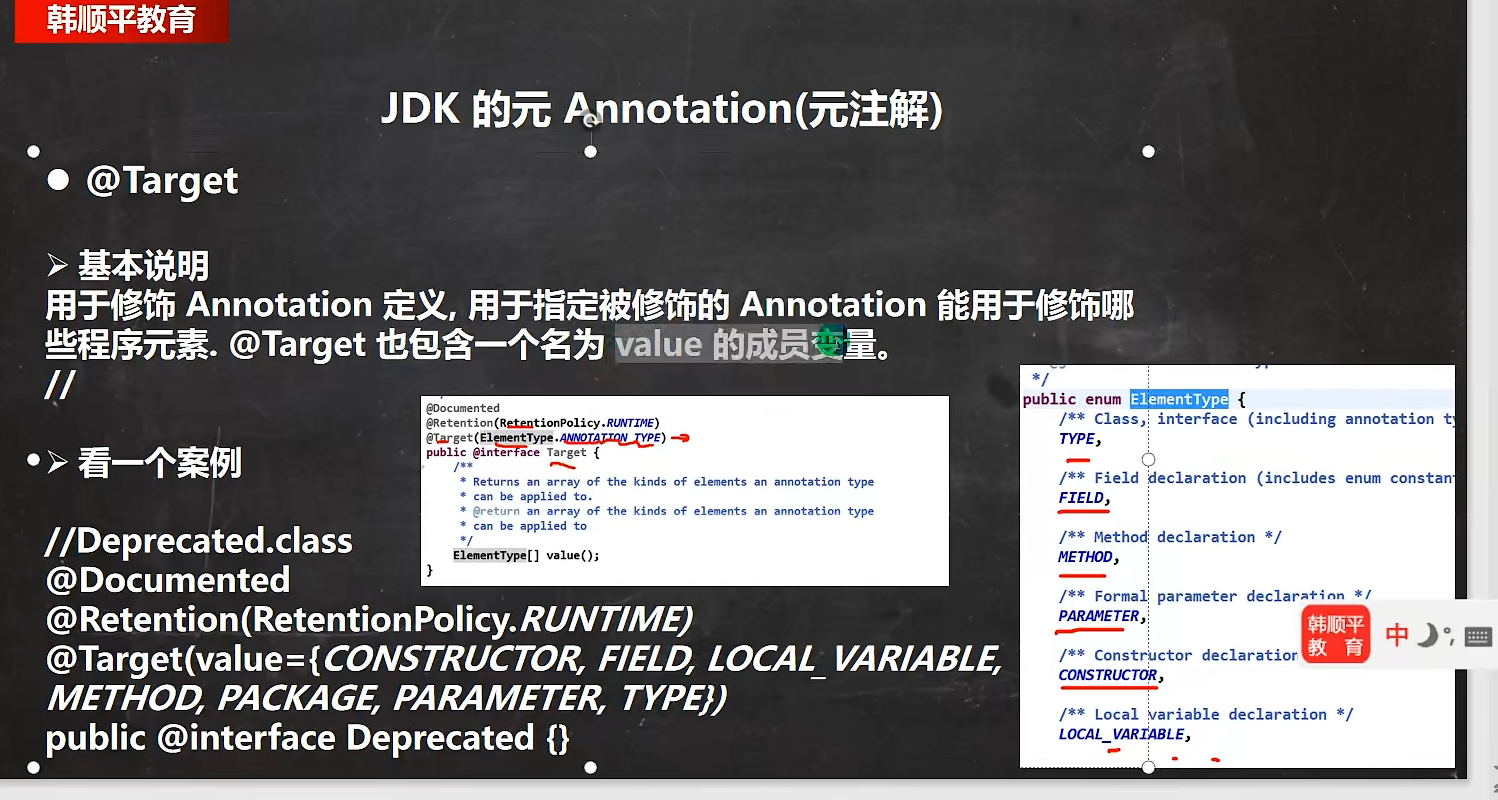 韩顺平教育
JDK 的元 Annotation(元注解)
@Target
基本说明
用于修饰 Annotation 定义, 用于指定被修饰的 Annotation 能用于修饰哪
些程序元素. @Target 也包含一个名为 value 的成员变量。
//
看一个案例
//Deprecated.class
@Documented
@Retention(RetentionPolicy.RUNTIME)
@Target(value={CONSTRUCTOR, FIELD, LOCAL_VARIABLE,
METHOD, PACKAGE, PARAMETER, TYPE})
public @interface Deprecated {}
@Documented
@Retention(RetentionPolicy.RUNTIME)
@Target(ElementType.ANNOTATION_TYPE)
public @interface Target {
/**
* Returns an array of the kinds of elements an annotation type
* can be applied to.
* @return an array of the kinds of elements an annotation type
* can be applied to
*/
ElementType[] value();
}
*/
public enum ElementType {
/** Class, interface (including annotation
TYPE,
/** Field declaration (includes enum
FIELD,
/** Method declaration */
METHOD,
/** Formal parameter declaration */
PARAMETER,
/** Constructor declaration
CONSTRUCTOR,
/** Local variable declaration */
LOCAL_VARIABLE,
韩顺平
教 育
中